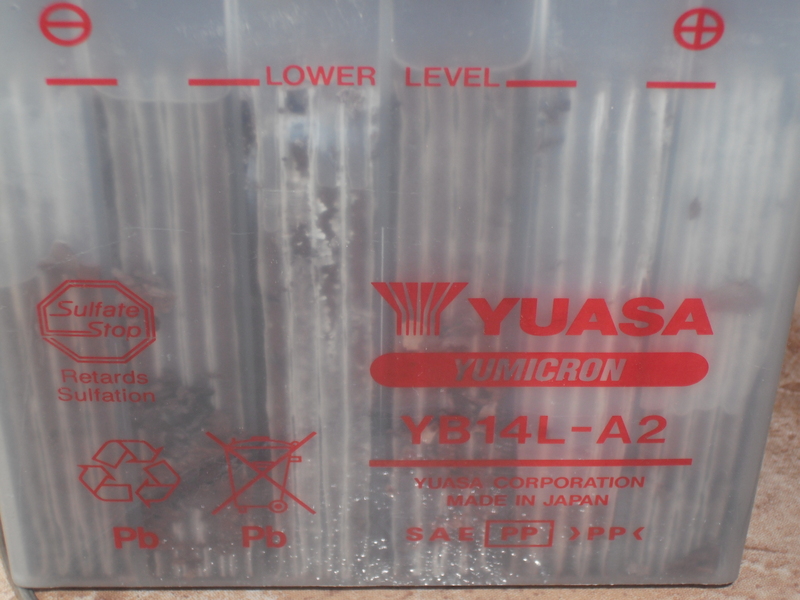 LOWER LEVEL
Sulfate
Stop
Retards
Sulfation
YUASA
YUMICRON
YB14L-A2
YUASA CORPORATION
MADE IN JAPAN
Pb Pb
SAE PP >PP<